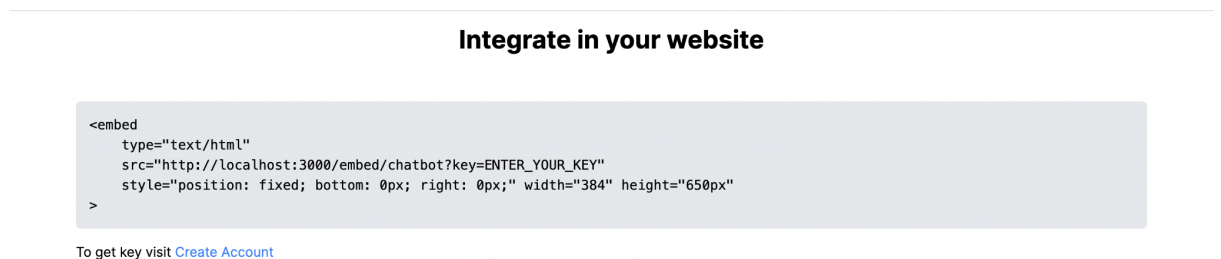 Integrate in your website
<embed
    type="text/html"
    src="http://localhost:3000/embed/chatbot?key=ENTER_YOUR_KEY"
    style="position: fixed; bottom: 0px; right: 0px;" width="384" height="650px"
>
To get key visit Create Account